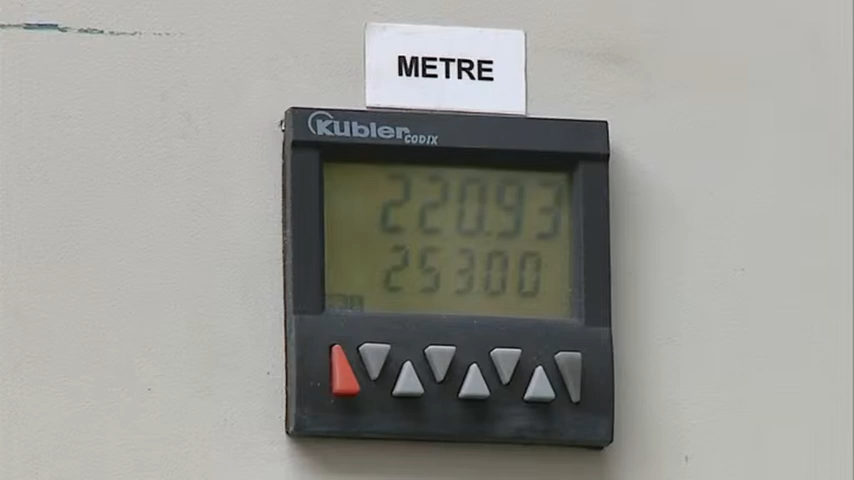 METRE
Kübler
CODIX
220.93
253.00